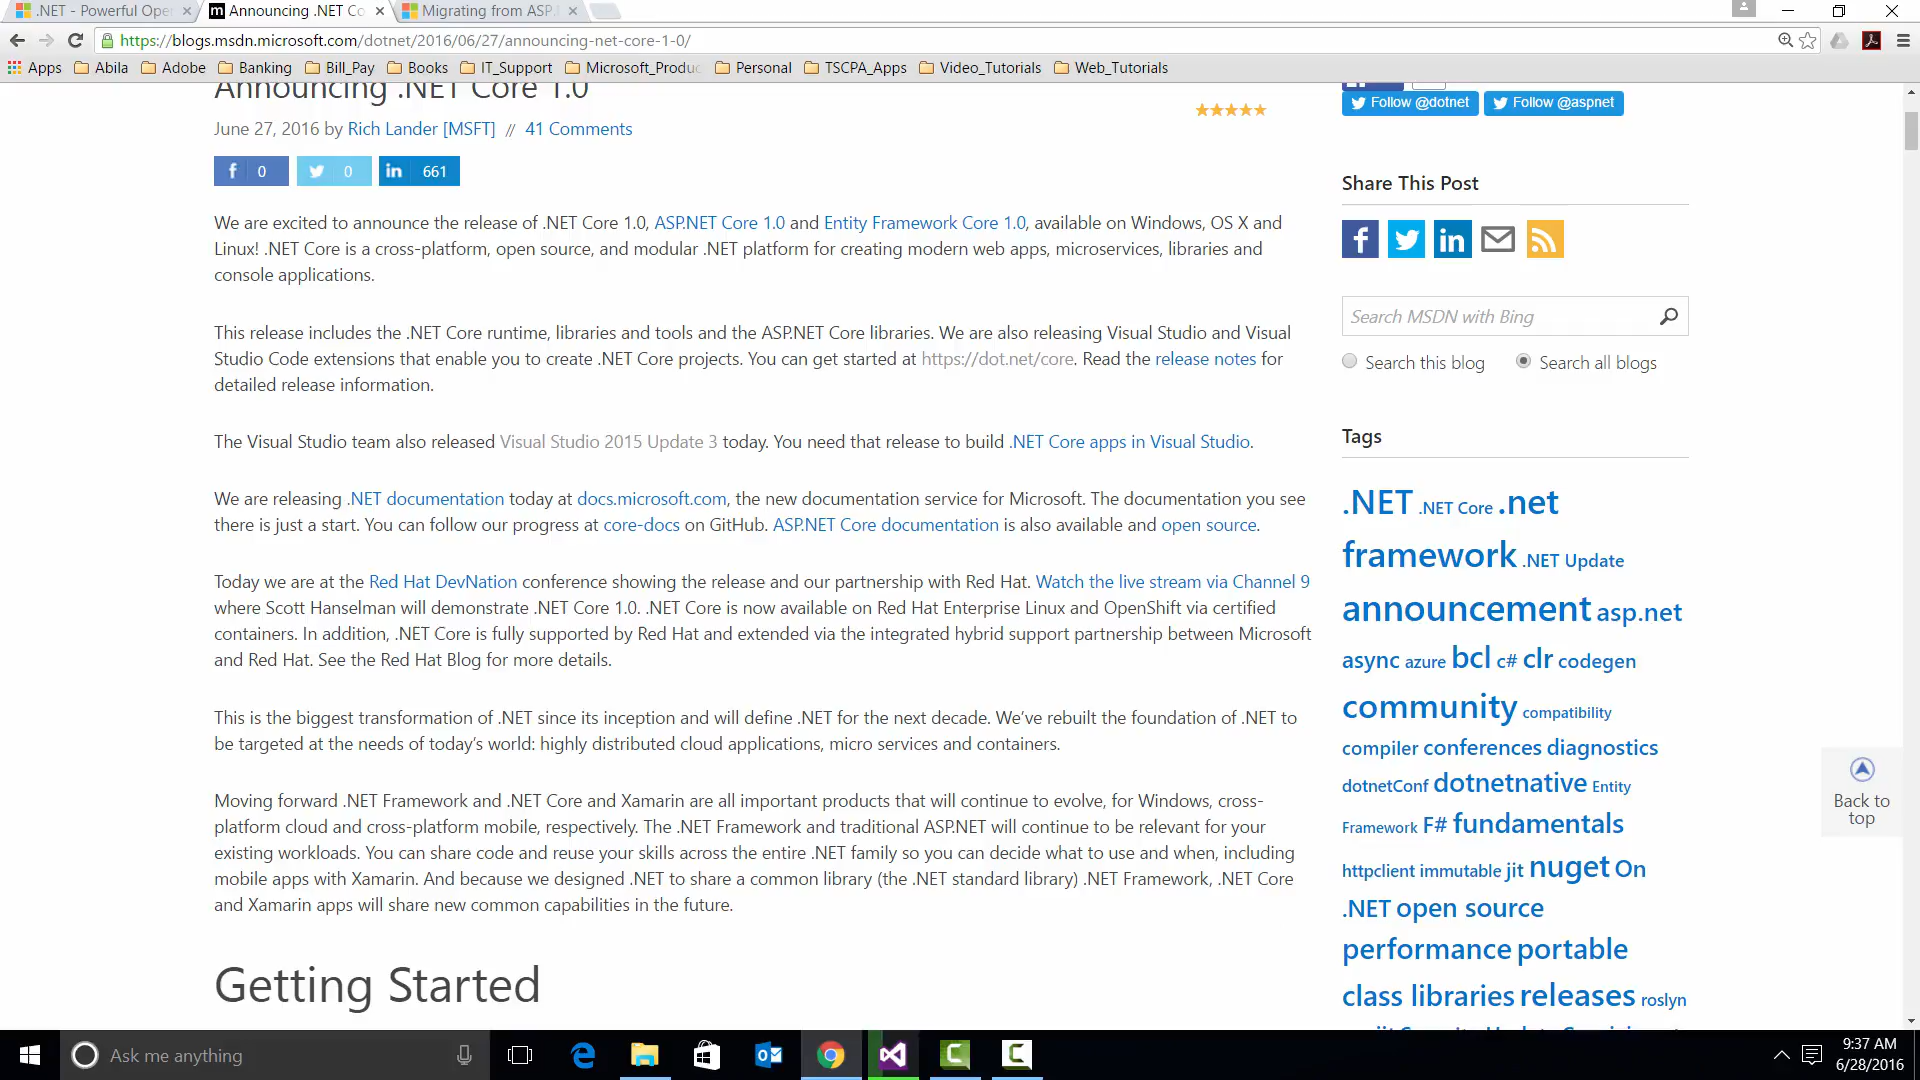 .NET - Powerful Ope
Announcing .NET Co
Migrating from ASP.
https://blogs.msdn.microsoft.com/dotnet/2016/06/27/announcing-net-core-1-0/
Apps Abila Adobe Banking Bill_Pay Books IT_Support Microsoft_Produc Personal TSCPA_Apps Video_Tutorials Web_Tutorials
Announcing .NET Core 1.0
June 27, 2016 by Rich Lander [MSFT] // 41 Comments
0 0 in 661
We are excited to announce the release of .NET Core 1.0, ASP.NET Core 1.0 and Entity Framework Core 1.0, available on Windows, OS X and
Linux! .NET Core is a cross-platform, open source, and modular .NET platform for creating modern web apps, microservices, libraries and
console applications.
This release includes the .NET Core runtime, libraries and tools and the ASP.NET Core libraries. We are also releasing Visual Studio and Visual
Studio Code extensions that enable you to create .NET Core projects. You can get started at https://dot.net/core. Read the release notes for
detailed release information.
The Visual Studio team also released Visual Studio 2015 Update 3 today. You need that release to build .NET Core apps in Visual Studio.
We are releasing .NET documentation today at docs.microsoft.com, the new documentation service for Microsoft. The documentation you see
there is just a start. You can follow our progress at core-docs on GitHub. ASP.NET Core documentation is also available and open source.
Today we are at the Red Hat DevNation conference showing the release and our partnership with Red Hat. Watch the live stream via Channel 9
where Scott Hanselman will demonstrate .NET Core 1.0. .NET Core is now available on Red Hat Enterprise Linux and OpenShift via certified
containers. In addition, .NET Core is fully supported by Red Hat and extended via the integrated hybrid support partnership between Microsoft
and Red Hat. See the Red Hat Blog for more details.
This is the biggest transformation of .NET since its inception and will define .NET for the next decade. We've rebuilt the foundation of .NET to
be targeted at the needs of today's world: highly distributed cloud applications, micro services and containers.
Moving forward .NET Framework and .NET Core and Xamarin are all important products that will continue to evolve, for Windows, cross-
platform cloud and cross-platform mobile, respectively. The .NET Framework and traditional ASP.NET will continue to be relevant for your
existing workloads. You can share code and reuse your skills across the entire .NET family so you can decide what to use and when, including
mobile apps with Xamarin. And because we designed .NET to share a common library (the .NET standard library) .NET Framework, .NET Core
and Xamarin apps will share new common capabilities in the future.
Getting Started
Follow @dotnet Follow @aspnet
Share This Post
Search MSDN with Bing
Search this blog Search all blogs
Tags
.NET .NET Core .net
framework .NET Update
announcement asp.net
async azure bcl c# clr codegen
community compatibility
compiler conferences diagnostics
dotnetConf dotnetnative Entity
Framework F# fundamentals
httpclient immutable jit nuget On
.NET open source
performance portable
class libraries releases roslyn
Back to
top
Ask me anything
9:37 AM
6/28/2016